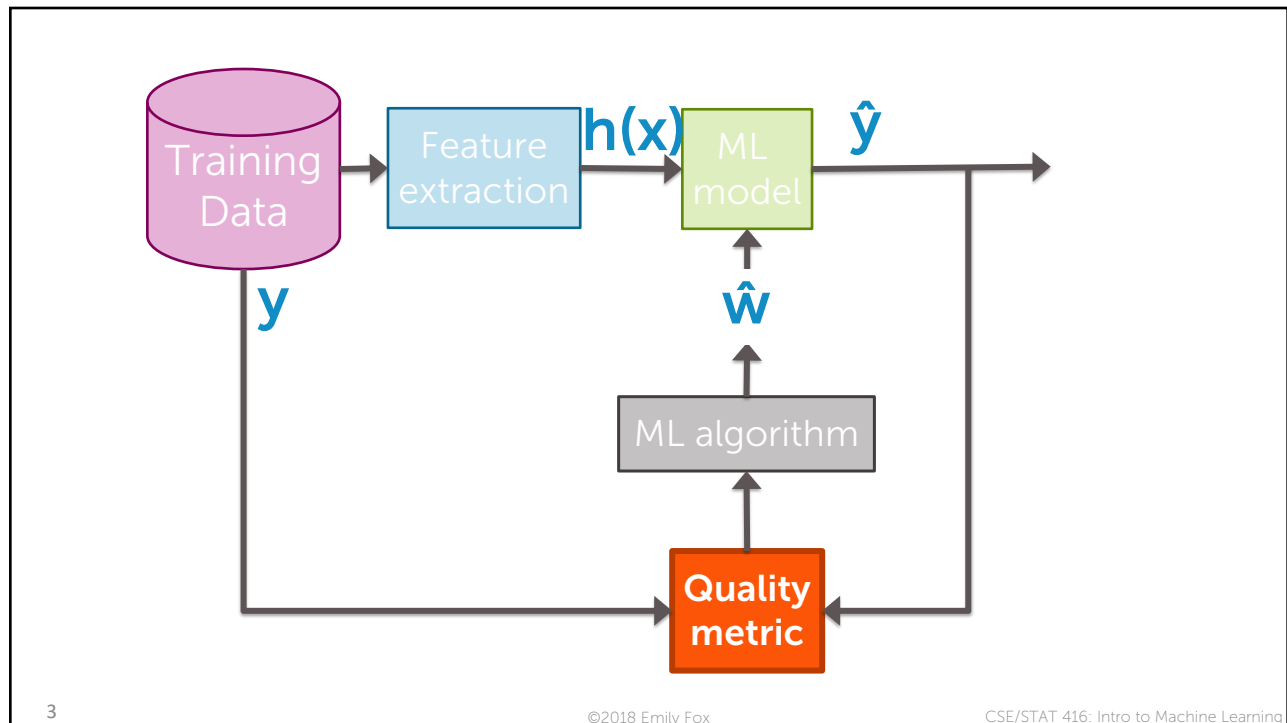 Training
Data
Feature
extraction
h(x)
ML
model
ŷ
y
ŵ
ML algorithm
Quality
metric
3
©2018 Emily Fox
CSE/STAT 416: Intro to Machine Learning